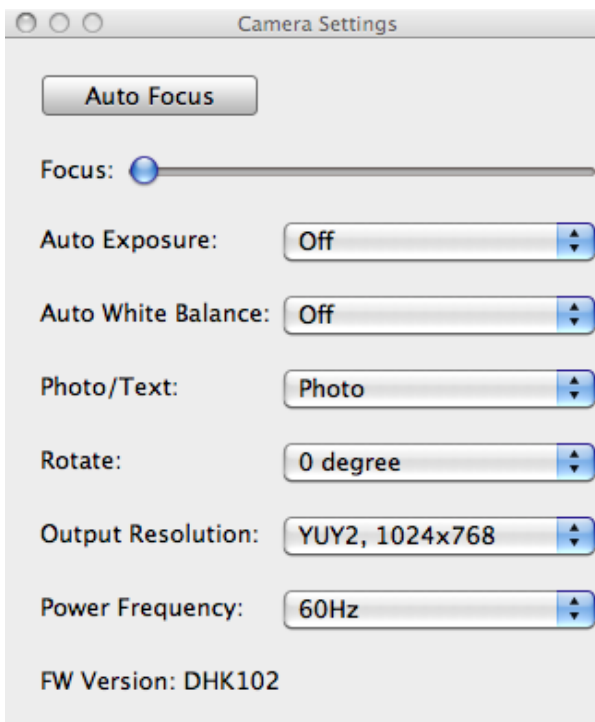 Camera Settings
Auto Focus
Focus:
Auto Exposure: Off
Auto White Balance: Off
Photo/Text: Photo
Rotate: 0 degree
Output Resolution: YUY2, 1024x768
Power Frequency: 60Hz
FW Version: DHK102